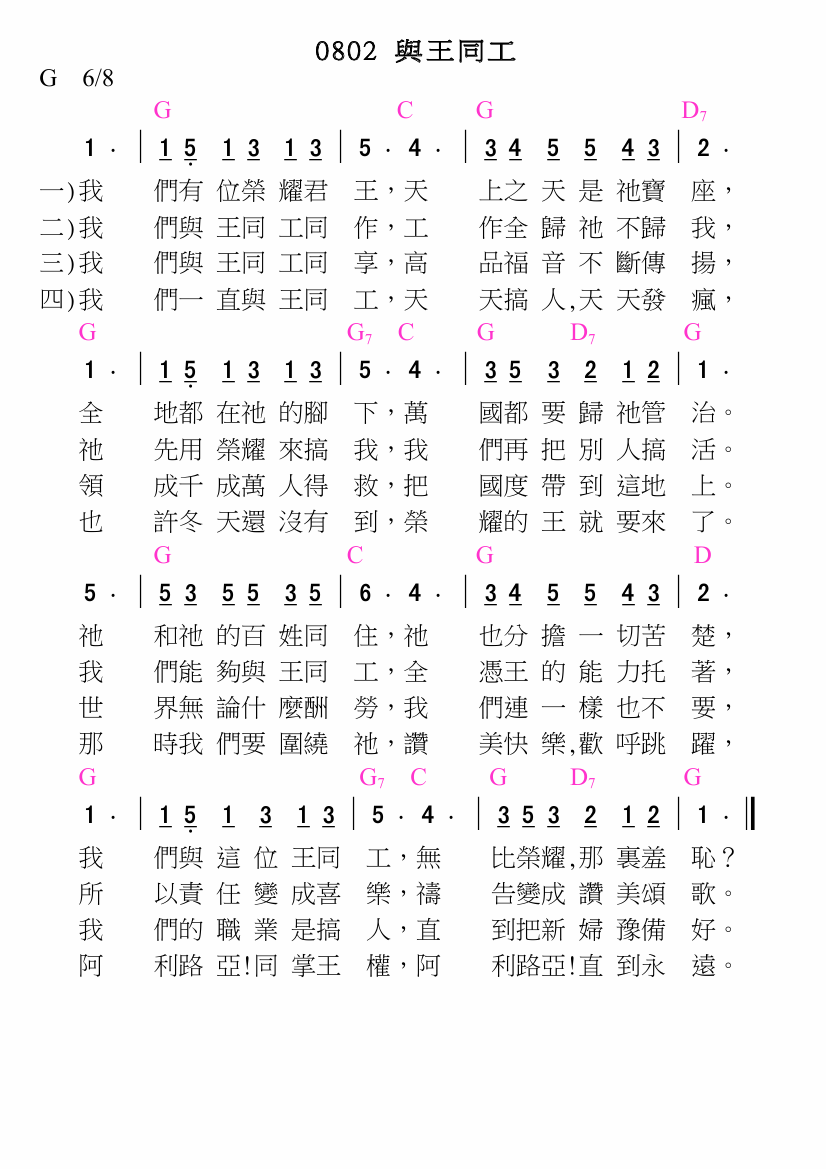 0802 與王同工
G 6/8
G C G D7
1 · | 1 5 1 3 1 3 | 5 · 4 · | 3 4 5 5 4 3 | 2 ·
一)我 們有 位榮 耀君 王，天 上之 天 是 祂寶 座，
二)我 們與 王同 工同 作，工 作全 歸 祂 不歸 我，
三)我 們與 王同 工同 享，高 品福 音 不 斷傳 揚，
四)我 們一 直與 王同 工，天 天搞 人,天 天發 瘋，
G G7 C G D7 G
1 · | 1 5 1 3 1 3 | 5 · 4 · | 3 5 3 2 1 2 | 1 ·
全 地都 在祂 的腳 下，萬 國都 要 歸 祂管 治。
祂 先用 榮耀 來搞 我，我 們再 把 別 人搞 活。
領 成千 成萬 人得 救，把 國度 帶 到 這地 上。
也 許冬 天還 沒有 到，榮 耀的 王 就 要來 了。
G C G D
5 · | 5 3 5 5 3 5 | 6 · 4 · | 3 4 5 5 4 3 | 2 ·
祂 和祂 的百 姓同 住，祂 也分 擔 一 切苦 楚，
我 們能 夠與 王同 工，全 憑王 的 能 力托 著，
世 界無 論什 麼酬 勞，我 們連 一 樣 也不 要，
那 時我 們要 圍繞 祂，讚 美快 樂,歡 呼跳 躍，
G G7 C G D7 G
1 · | 1 5 1 3 1 3 | 5 · 4 · | 3 5 3 2 1 2 | 1 · ‖
我 們與 這 位 王同 工，無 比榮耀,那 裏羞 恥？
所 以責 任 變 成喜 樂，禱 告變成 讚 美頌 歌。
我 們的 職 業 是搞 人，直 到把新 婦 豫備 好。
阿 利路 亞!同 掌王 權，阿 利路亞!直 到永 遠。